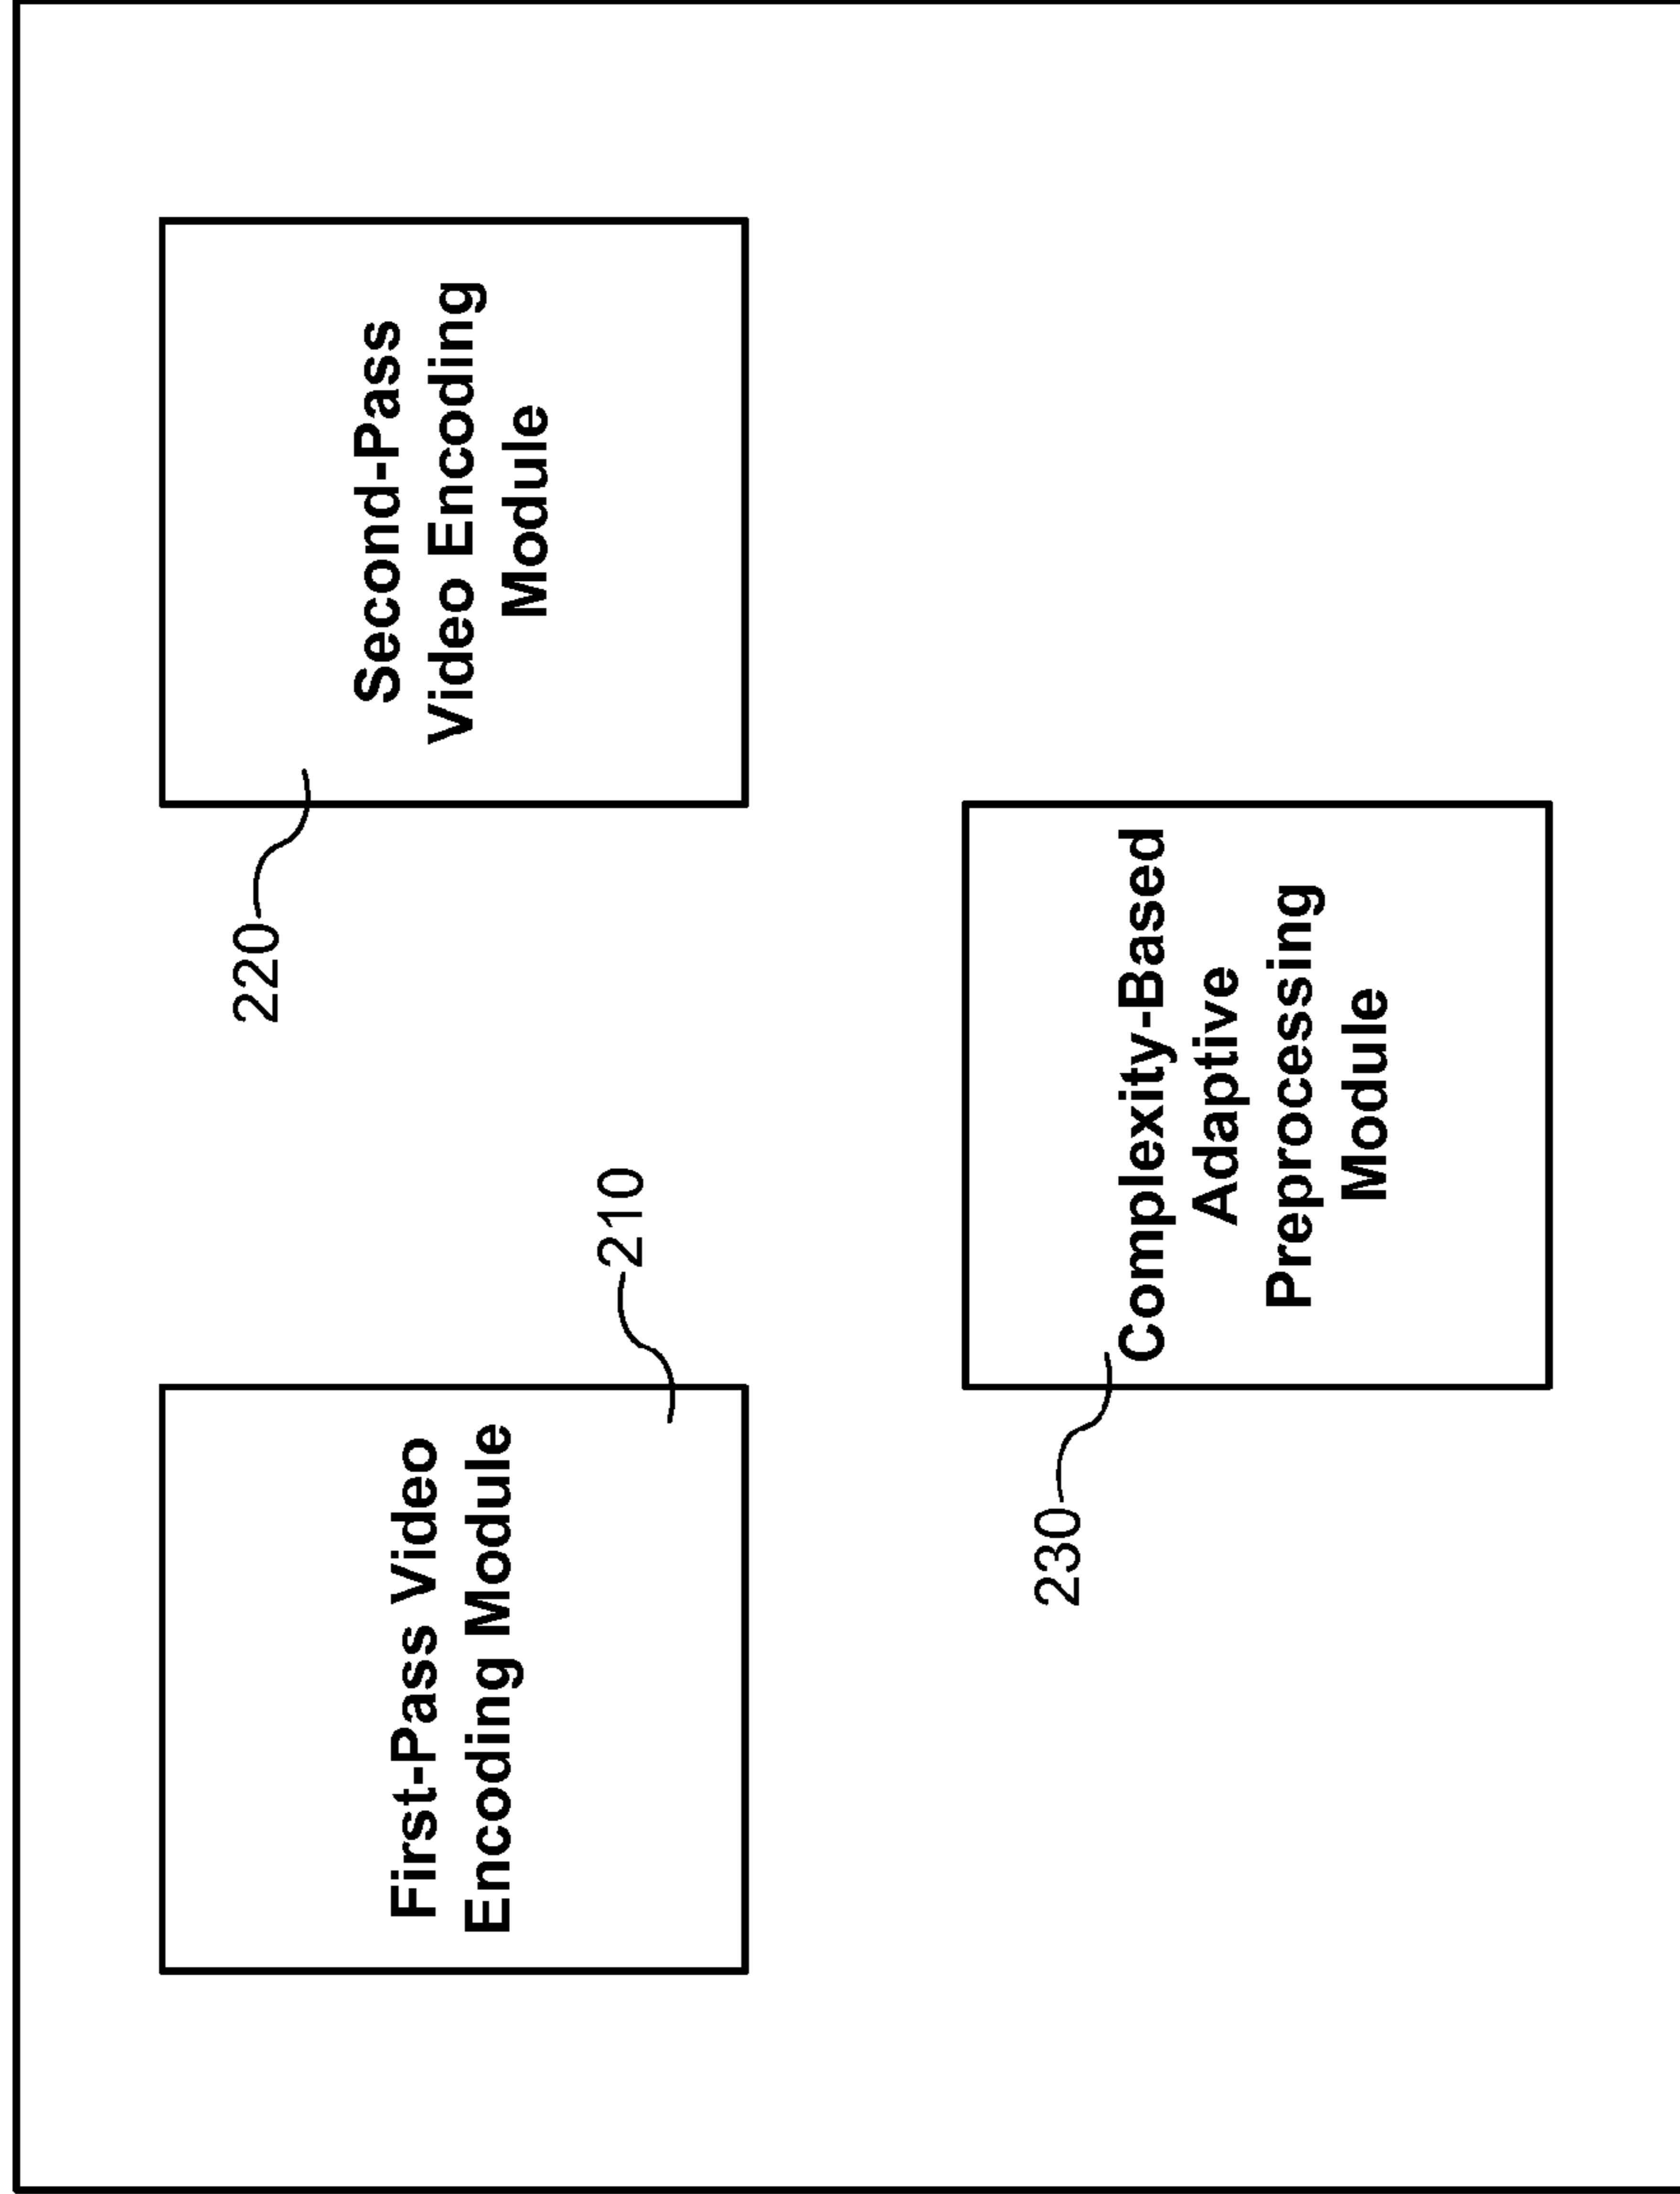 First-Pass Video
Encoding Module
210
220
Second-Pass
Video Encoding
Module
230
Complexity-Based
Adaptive
Preprocessing
Module